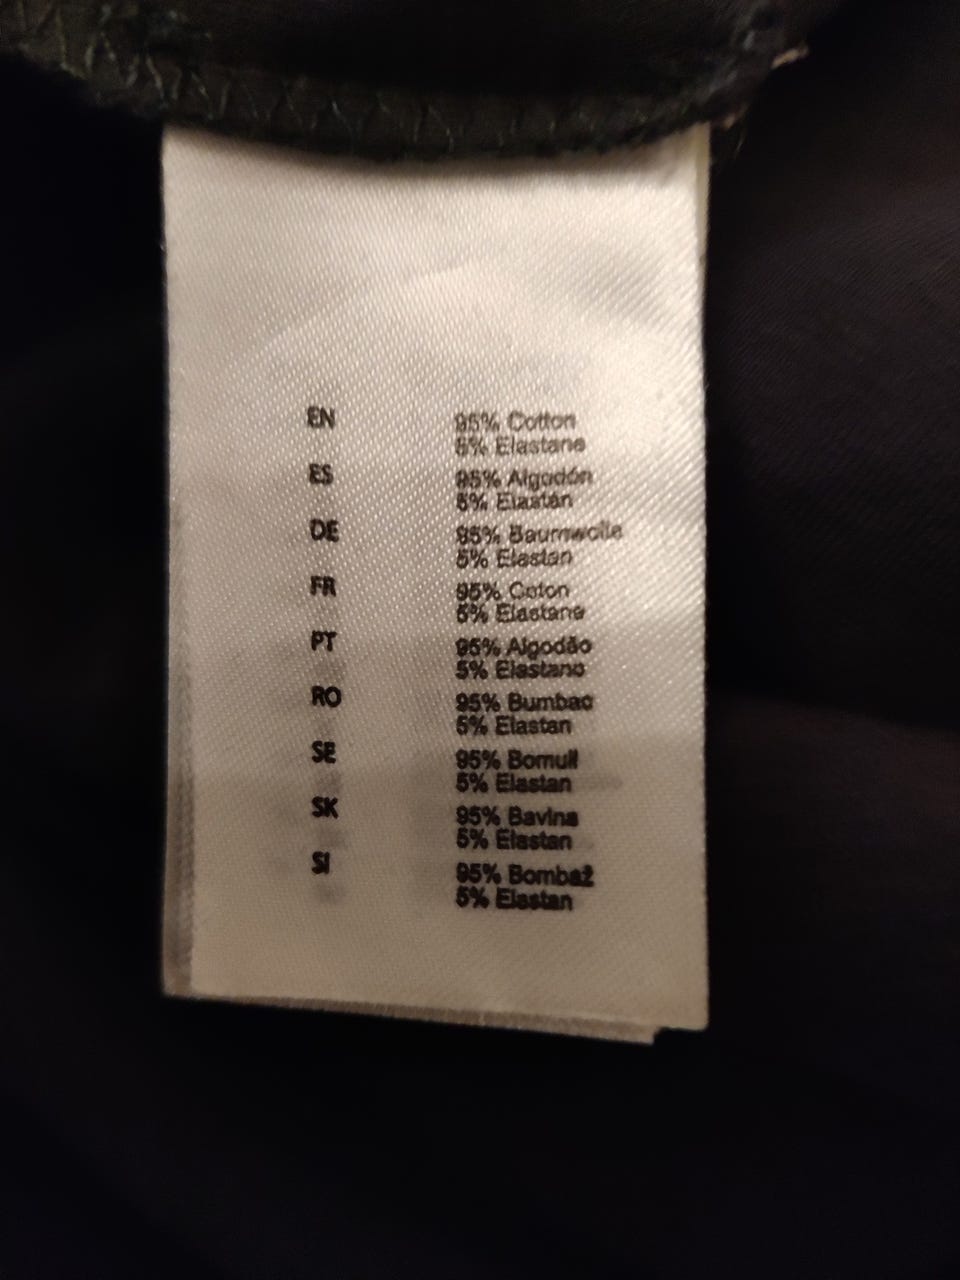 EN 95% Cotton
5% Elastane
ES 95% Algodón
5% Elastán
DE 95% Baumwolle
5% Elastan
FR 95% Coton
5% Elastane
PT 95% Algodão
5% Elastano
RO 95% Bumbac
5% Elastan
SE 95% Bomull
5% Elastan
SK 95% Bavlna
5% Elastan
SI 95% Bombaž
5% Elastan